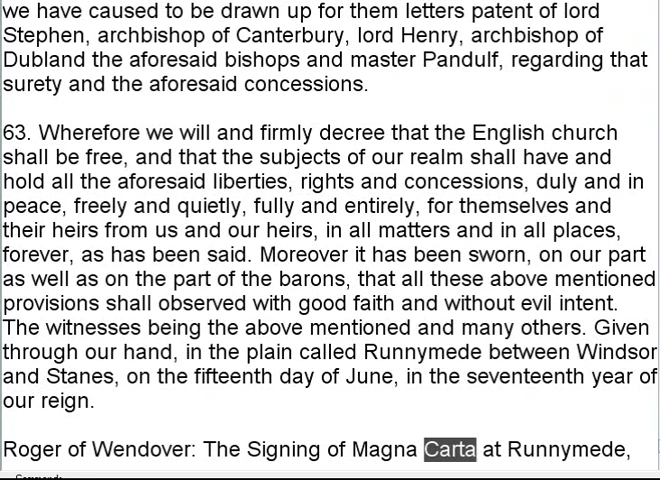 we have caused to be drawn up for them letters patent of lord
Stephen, archbishop of Canterbury, lord Henry, archbishop of
Dubland the aforesaid bishops and master Pandulf, regarding that
surety and the aforesaid concessions.
63. Wherefore we will and firmly decree that the English church
shall be free, and that the subjects of our realm shall have and
hold all the aforesaid liberties, rights and concessions, duly and in
peace, freely and quietly, fully and entirely, for themselves and
their heirs from us and our heirs, in all matters and in all places,
forever, as has been said. Moreover it has been sworn, on our part
as well as on the part of the barons, that all these above mentioned
provisions shall observed with good faith and without evil intent.
The witnesses being the above mentioned and many others. Given
through our hand, in the plain called Runnymede between Windsor
and Stanes, on the fifteenth day of June, in the seventeenth year of
our reign.
Roger of Wendover: The Signing of Magna Carta at Runnymede,